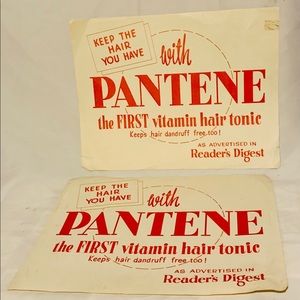 KEEP THE
HAIR
YOU HAVE
with
PANTENE
the FIRST vitamin hair tonic
Keeps hair dandruff free, too!
AS ADVERTISED IN
Reader's Digest
KEEP THE
HAIR
YOU HAVE
with
PANTENE
the FIRST vitamin hair tonic
Keeps hair dandruff free, too!
AS ADVERTISED IN
Reader's Digest